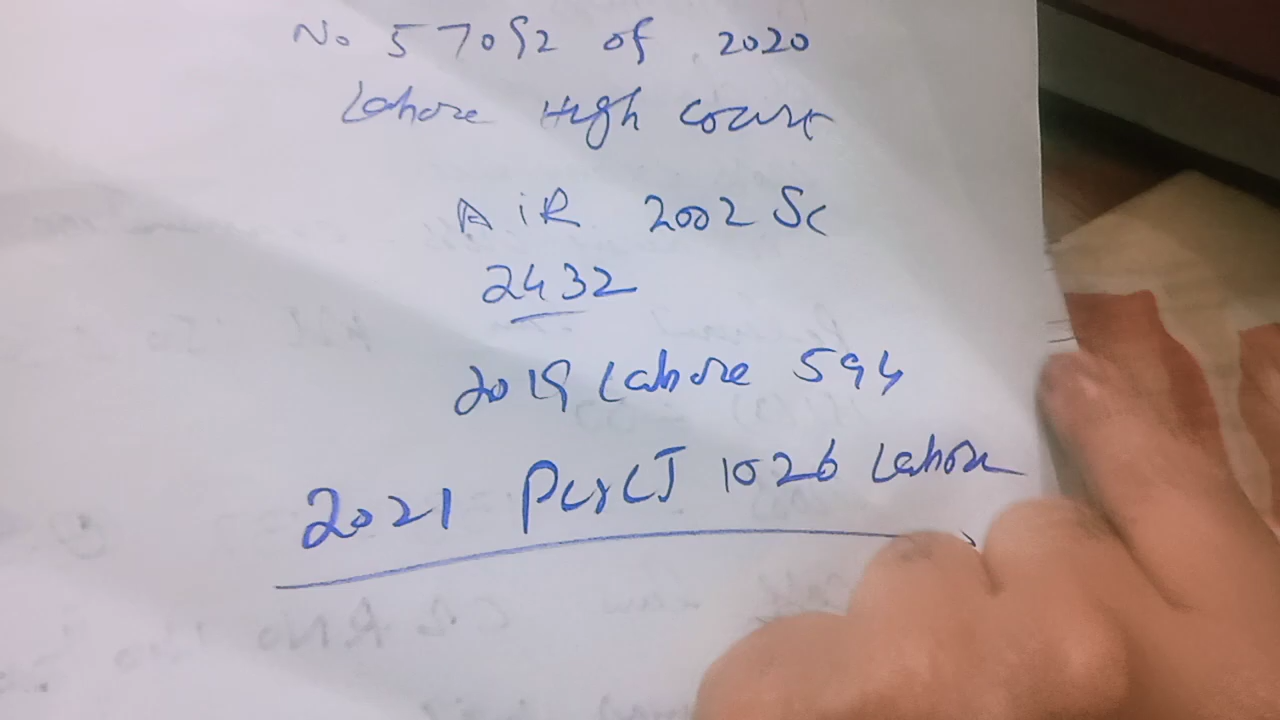 No 57092 of 2020
Lahore High Court
AiR 2002 Sc
2432
2019 Lahore 594
2021 PCrLJ 1026 Lahore